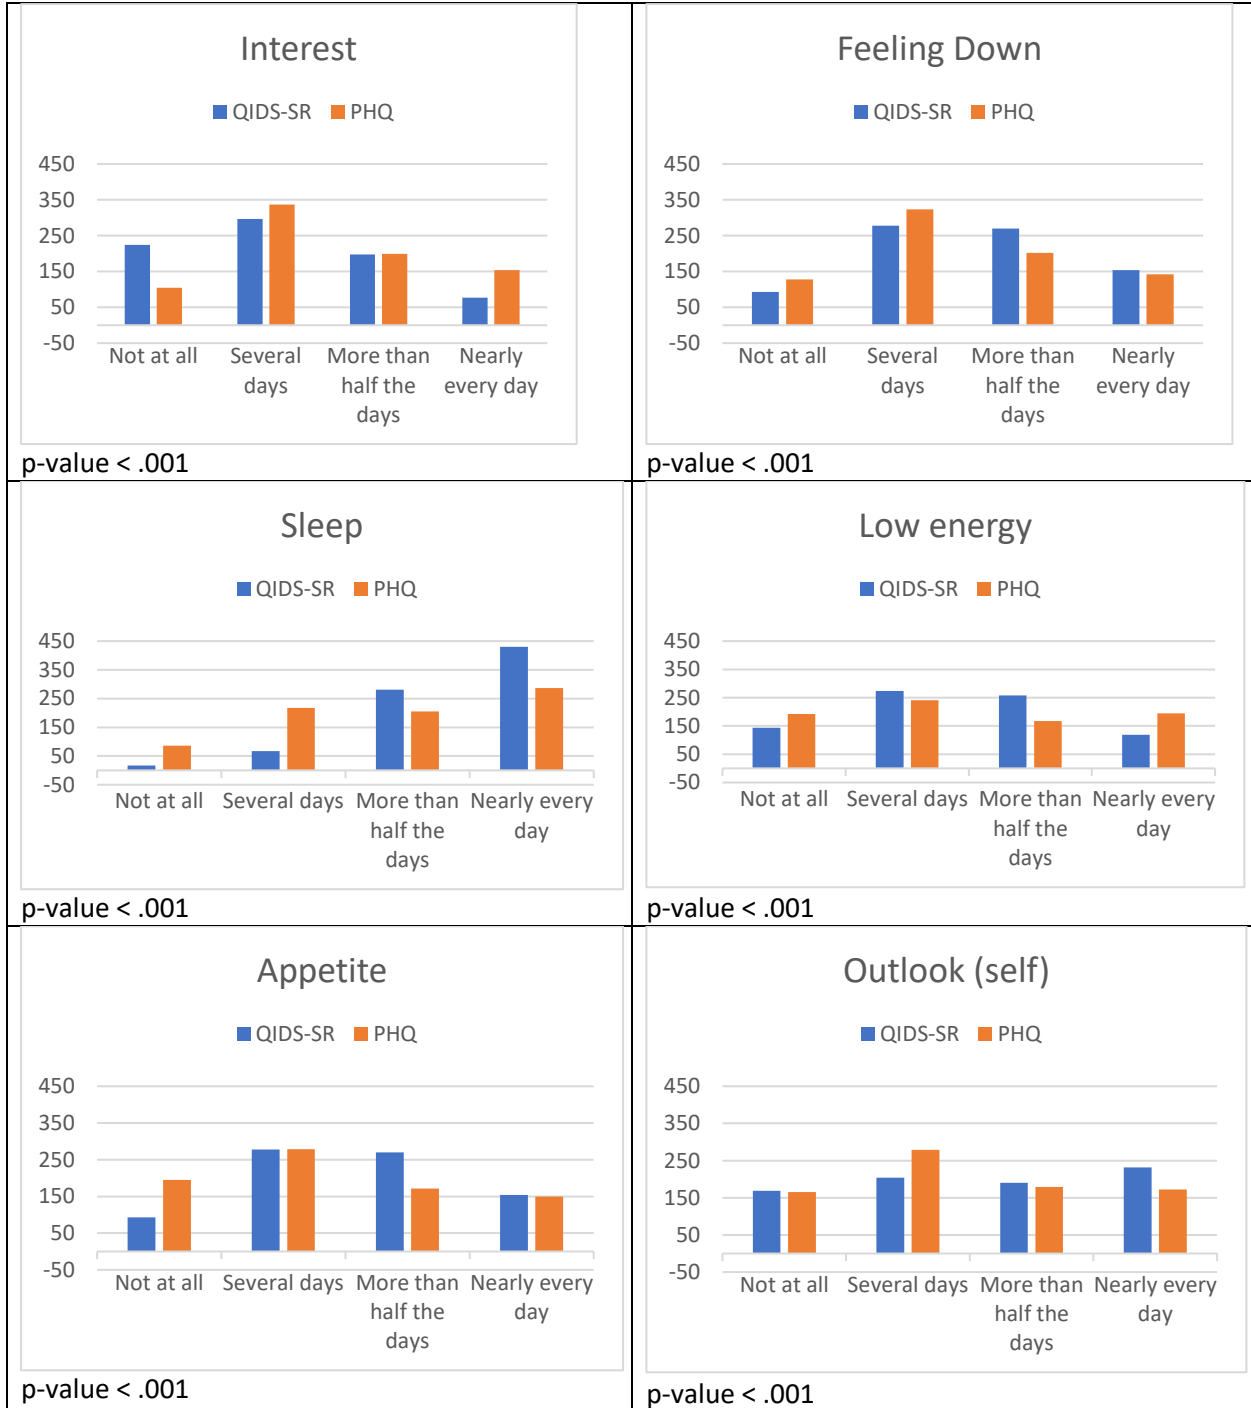 Interest
QIDS-SR PHQ
450
350
250
150
50
-50
Not at all Several days More than half the days Nearly every day
p-value < .001
Feeling Down
QIDS-SR PHQ
450
350
250
150
50
-50
Not at all Several days More than half the days Nearly every day
p-value < .001
Sleep
QIDS-SR PHQ
450
350
250
150
50
-50
Not at all Several days More than half the days Nearly every day
p-value < .001
Low energy
QIDS-SR PHQ
450
350
250
150
50
-50
Not at all Several days More than half the days Nearly every day
p-value < .001
Appetite
QIDS-SR PHQ
450
350
250
150
50
-50
Not at all Several days More than half the days Nearly every day
p-value < .001
Outlook (self)
QIDS-SR PHQ
450
350
250
150
50
-50
Not at all Several days More than half the days Nearly every day
p-value < .001